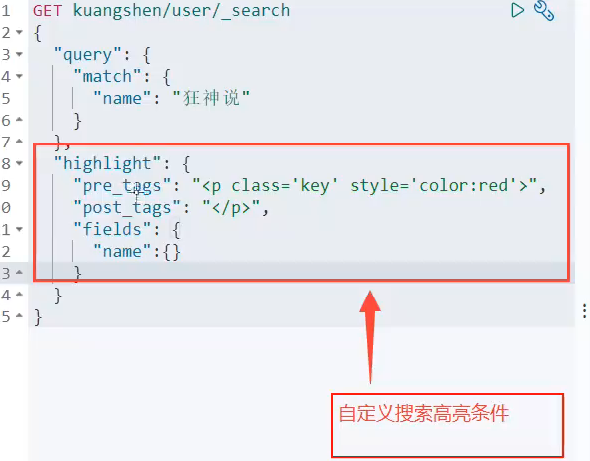 1 GET kuangshen/user/_search
2 {
3 "query": {
4 "match": {
5 "name": "狂神说"
6 }
7 },
8 "highlight": {
9 "pre_tags": "<p class='key' style='color:red'>",
0 "post_tags": "</p>",
1 "fields": {
2 "name":{}
3 }
4 }
5 }
自定义搜索高亮条件